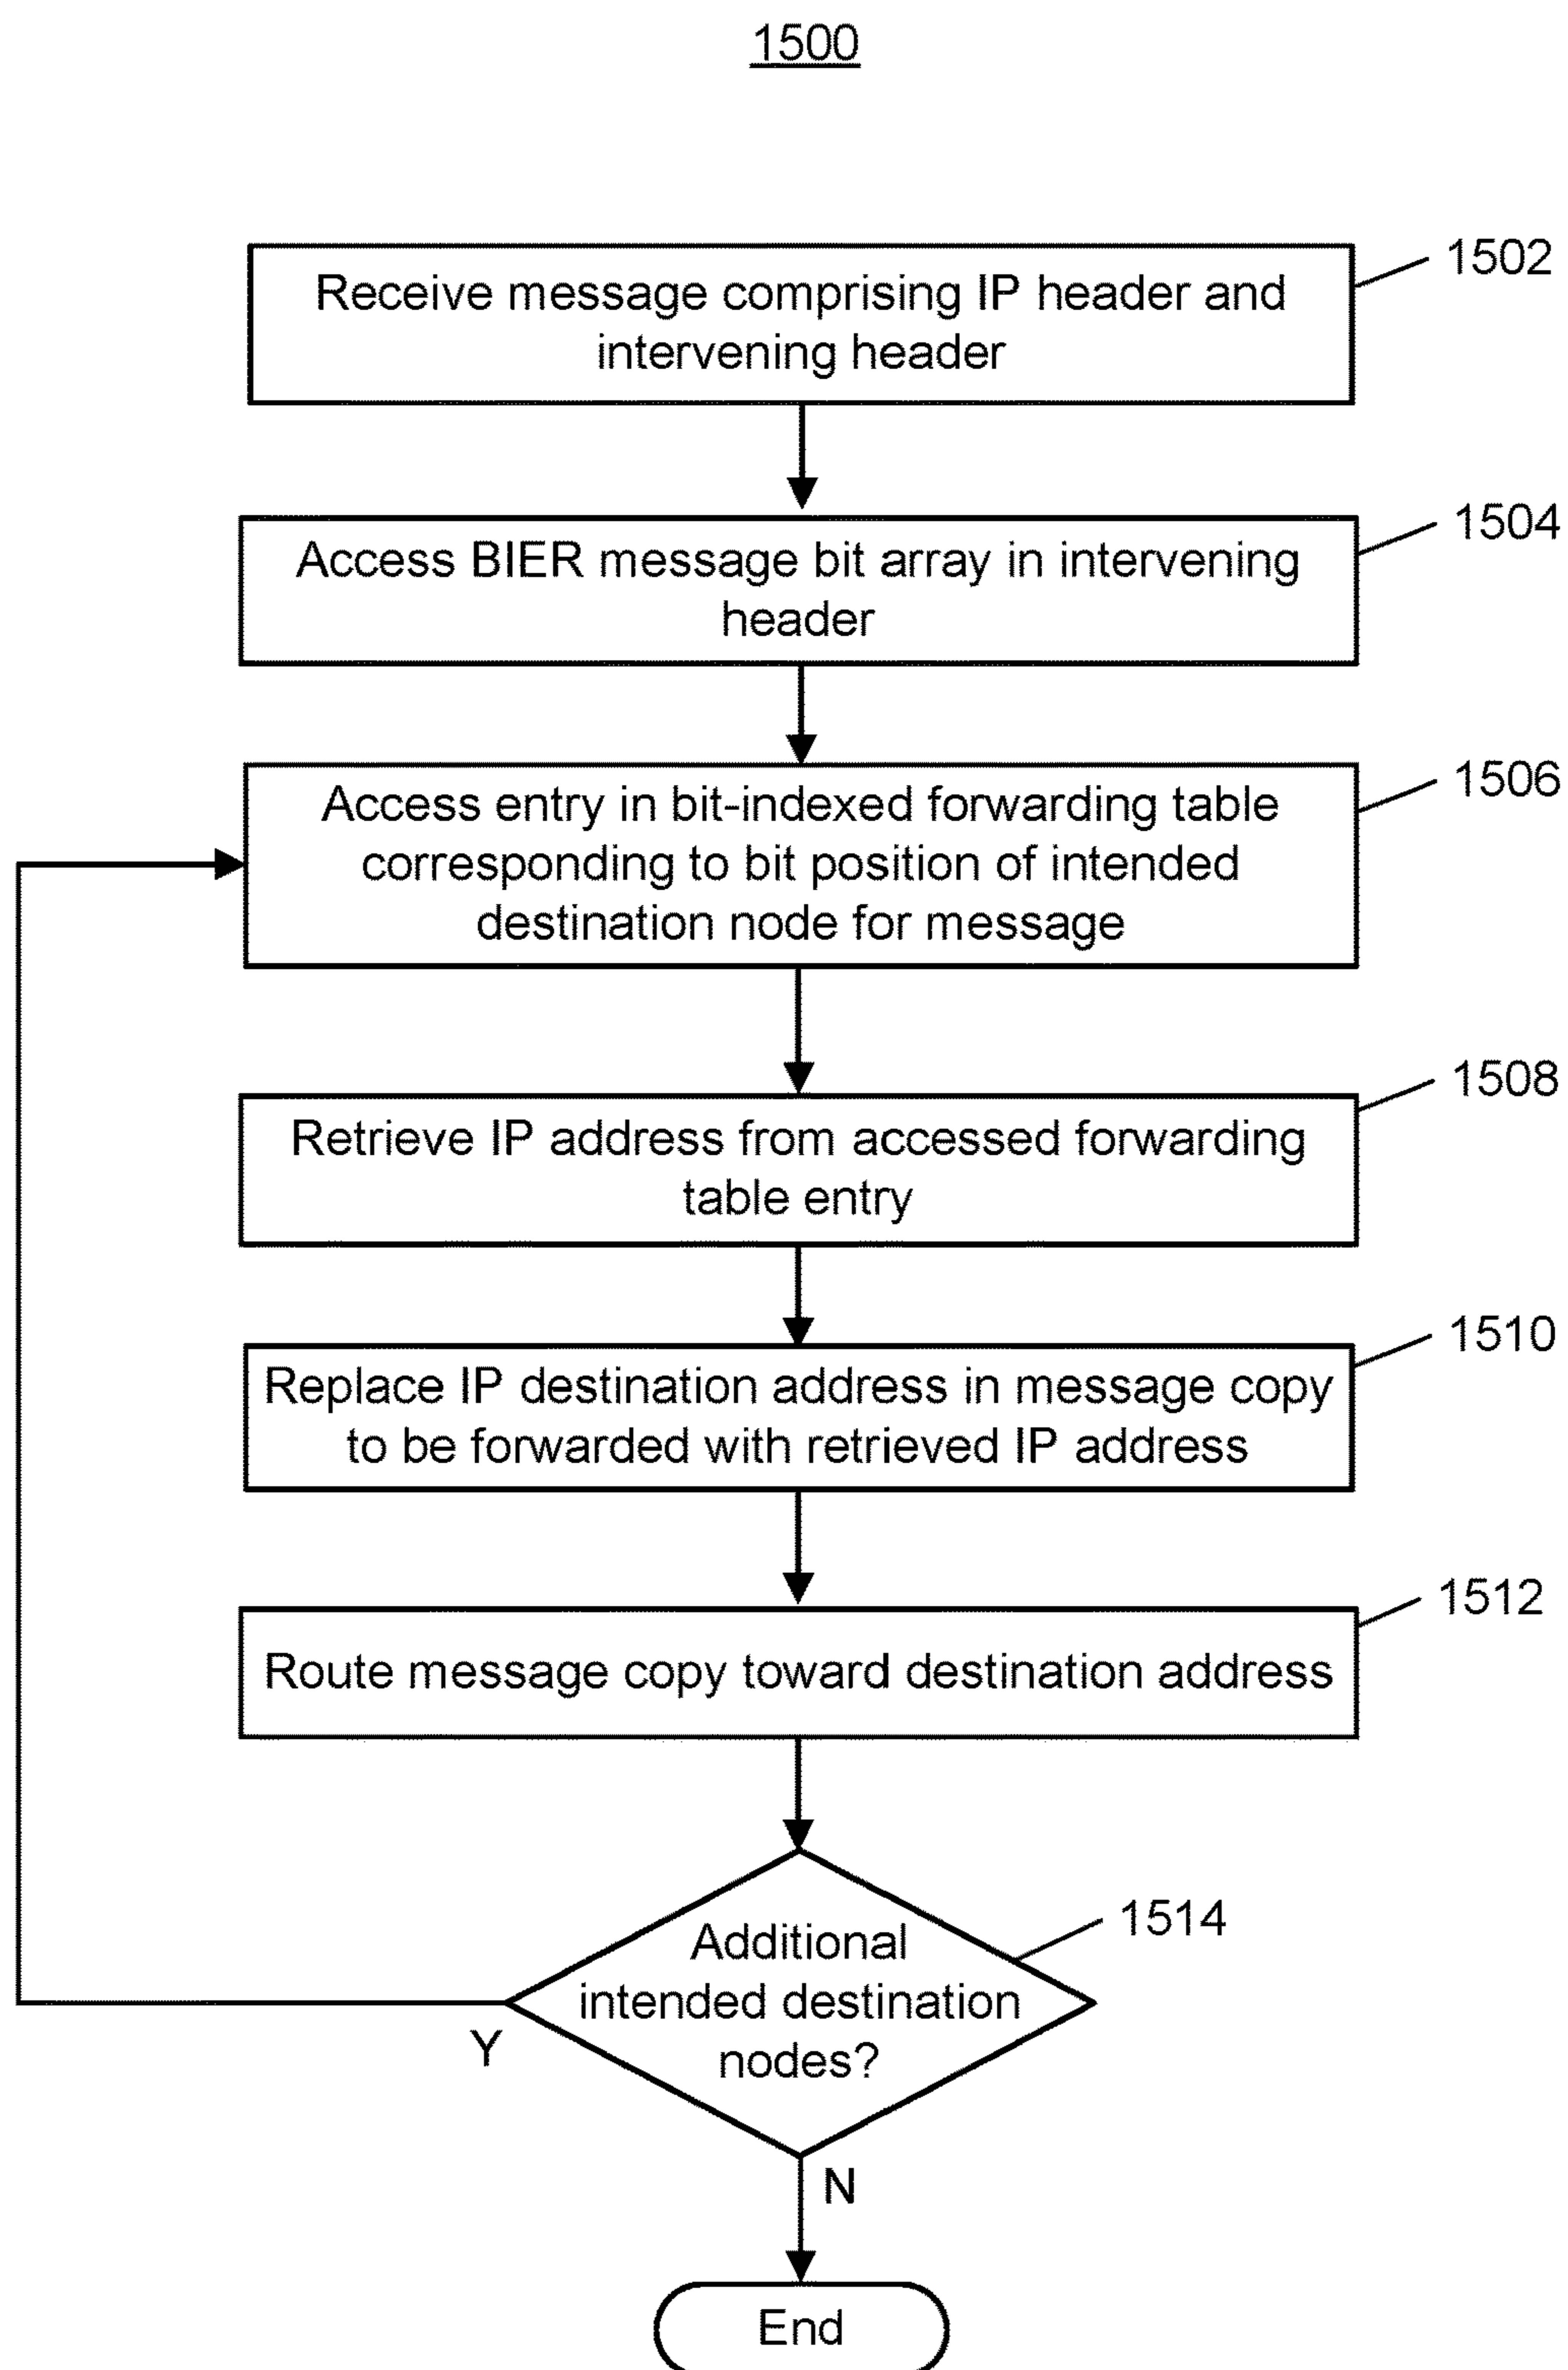 1500
Receive message comprising IP header and
intervening header
1502
Access BIER message bit array in intervening
header
1504
Access entry in bit-indexed forwarding table
corresponding to bit position of intended
destination node for message
1506
Retrieve IP address from accessed forwarding
table entry
1508
Replace IP destination address in message copy
to be forwarded with retrieved IP address
1510
Route message copy toward destination address
1512
Additional
intended destination
nodes?
1514
Y
N
End